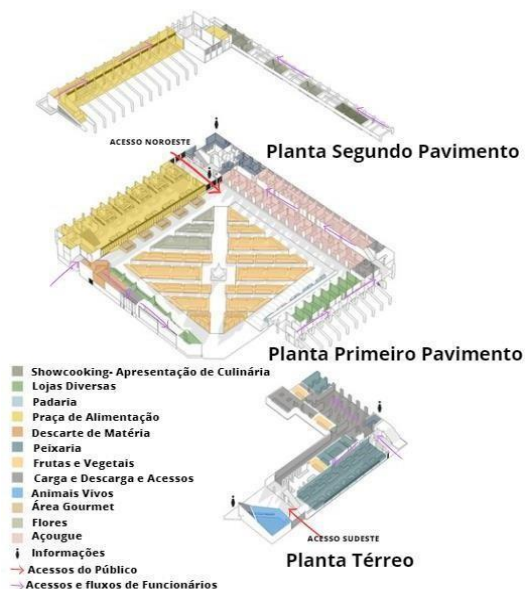 ACESSO NOROESTE
Planta Segundo Pavimento
Planta Primeiro Pavimento
Showcooking- Apresentação de Culinária
Lojas Diversas
Padaria
Praça de Alimentação
Descarte de Matéria
Peixaria
Frutas e Vegetais
Carga e Descarga e Acessos
Animais Vivos
Área Gourmet
Flores
Açougue
Informações
Acessos do Público
Acessos e fluxos de Funcionários
ACESSO SUDESTE
Planta Térreo